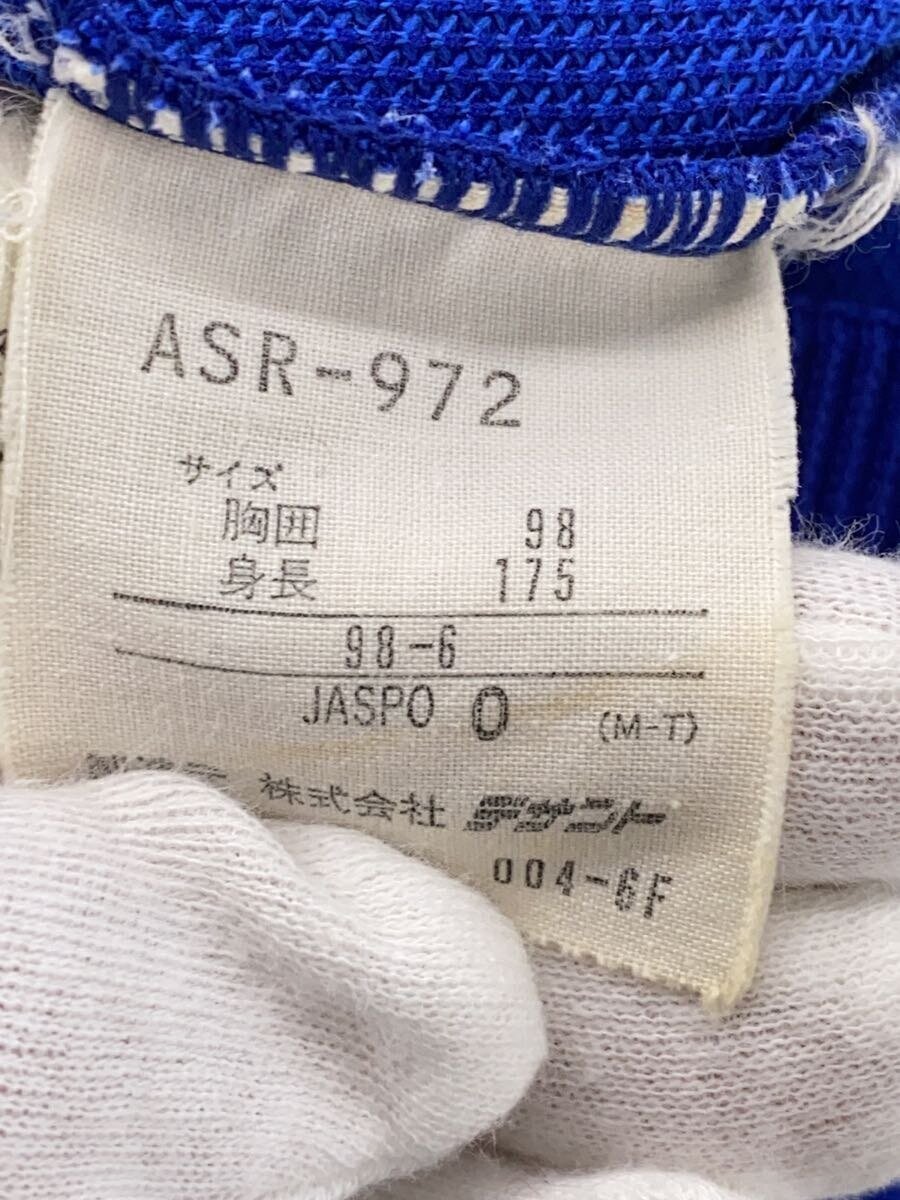 ASR-972
サイズ
胸囲 98
身長 175
98-6
JASPO O (M-T)
株式会社 デサント
004-6F